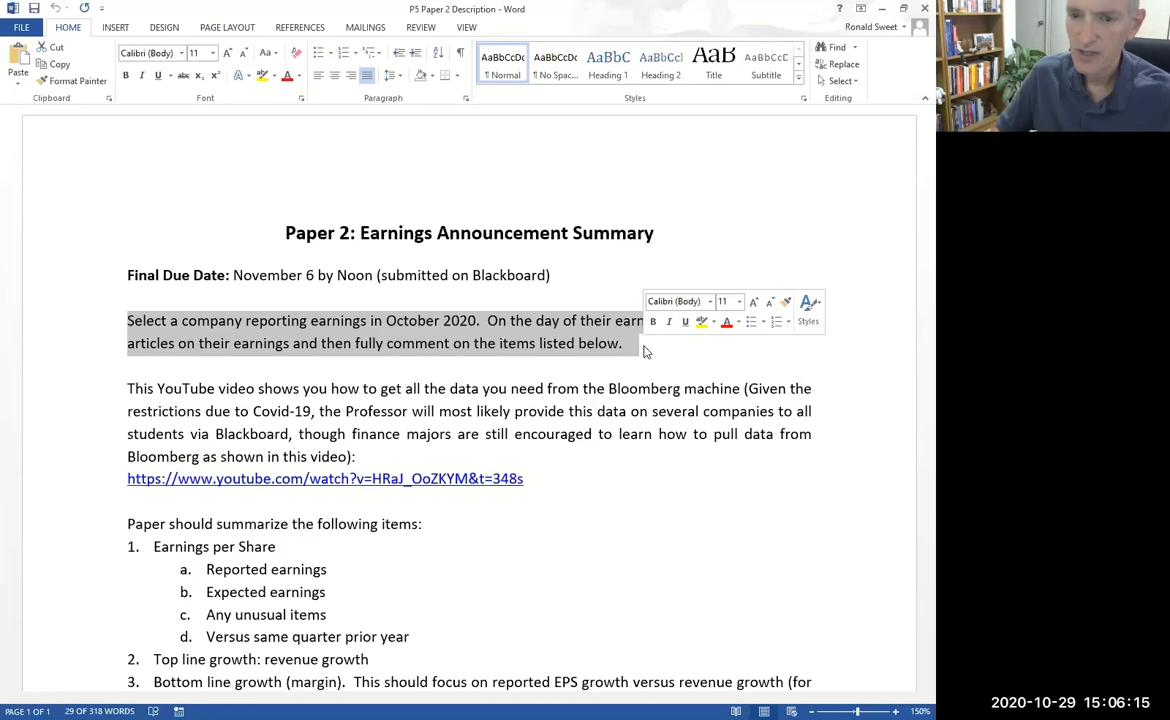 P5 Paper 2 Description - Word
?
FILE HOME INSERT DESIGN PAGE LAYOUT REFERENCES MAILINGS REVIEW VIEW Ronald Sweet
Paste
Cut
Copy
Format Painter
Calibri (Body) 11
Aa
B I U abc x₂ x² A A
AaBbCcDc AaBbCcDc AaBbC AaBbCcI AaB AaBbCcD
¶ Normal ¶ No Spac... Heading 1 Heading 2 Title Subtitle
Find
Replace
Select
Clipboard Font Paragraph Styles Editing
Paper 2: Earnings Announcement Summary
Final Due Date: November 6 by Noon (submitted on Blackboard)
Calibri (Body) 11
B I U A Styles
Select a company reporting earnings in October 2020. On the day of their earn
articles on their earnings and then fully comment on the items listed below.
This YouTube video shows you how to get all the data you need from the Bloomberg machine (Given the
restrictions due to Covid-19, the Professor will most likely provide this data on several companies to all
students via Blackboard, though finance majors are still encouraged to learn how to pull data from
Bloomberg as shown in this video):
https://www.youtube.com/watch?v=HRaJ_OoZKYM&t=348s
Paper should summarize the following items:
1. Earnings per Share
a. Reported earnings
b. Expected earnings
c. Any unusual items
d. Versus same quarter prior year
2. Top line growth: revenue growth
3. Bottom line growth (margin). This should focus on reported EPS growth versus revenue growth (for
PAGE 1 OF 1 29 OF 318 WORDS 150%
2020-10-29 15:06:15